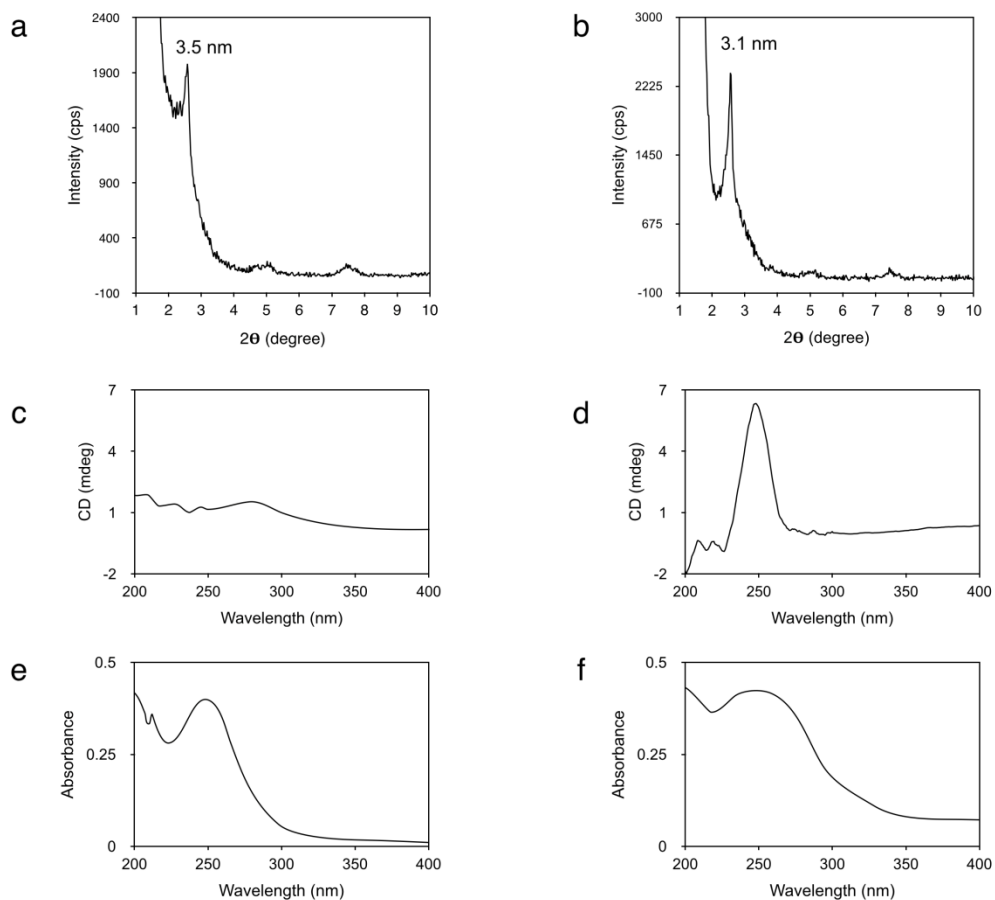 a
3.5 nm
2400
1900
1400
900
400
-100
Intensity (cps)
1 2 3 4 5 6 7 8 9 10
2θ (degree)
b
3.1 nm
3000
2225
1450
675
-100
Intensity (cps)
1 2 3 4 5 6 7 8 9 10
2θ (degree)
c
7
4
1
-2
CD (mdeg)
200 250 300 350 400
Wavelength (nm)
d
7
4
1
-2
CD (mdeg)
200 250 300 350 400
Wavelength (nm)
e
0.5
0.25
0
Absorbance
200 250 300 350 400
Wavelength (nm)
f
0.5
0.25
0
Absorbance
200 250 300 350 400
Wavelength (nm)